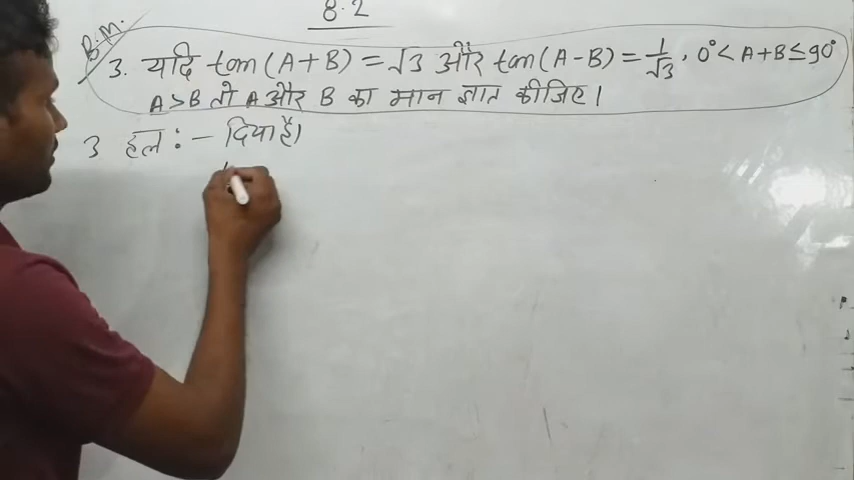 8.2
B.M.
3. यदि tan(A+B) = √3 और tan(A-B) = 1/√3, 0° < A+B ≤ 90°
A>B तो A और B का मान ज्ञात कीजिए।
3 हल :- दिया है।